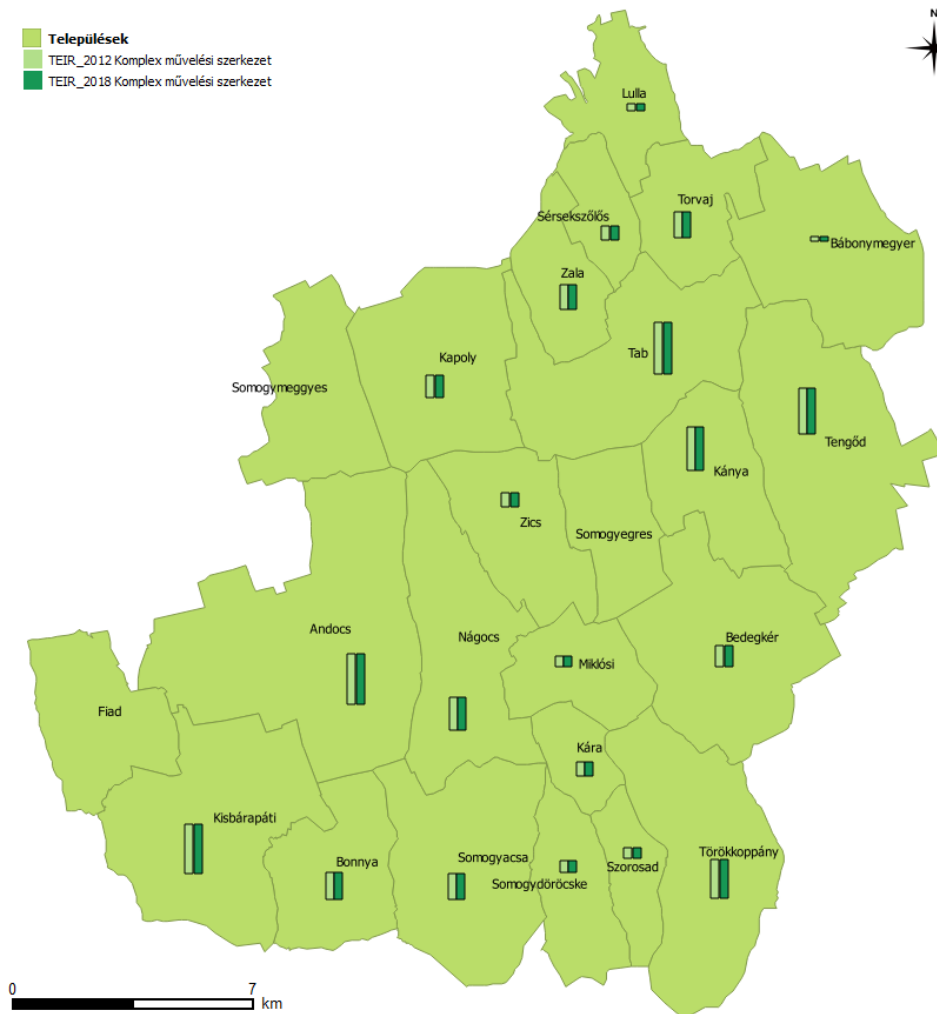 N
Települések
TEIR_2012 Komplex művelési szerkezet
TEIR_2018 Komplex művelési szerkezet
Lulla
Torvaj
Sérsekszőlős
Bábonymegyer
Zala
Tab
Kapoly
Somogymeggyes
Tengőd
Kánya
Zics
Somogyegres
Andocs
Nágocs
Bedegkér
Miklósi
Fiad
Kára
Kisbárapáti
Bonnya
Somogyacsa
Törökkoppány
Szorosad
Somogydöröcske
0 7
km